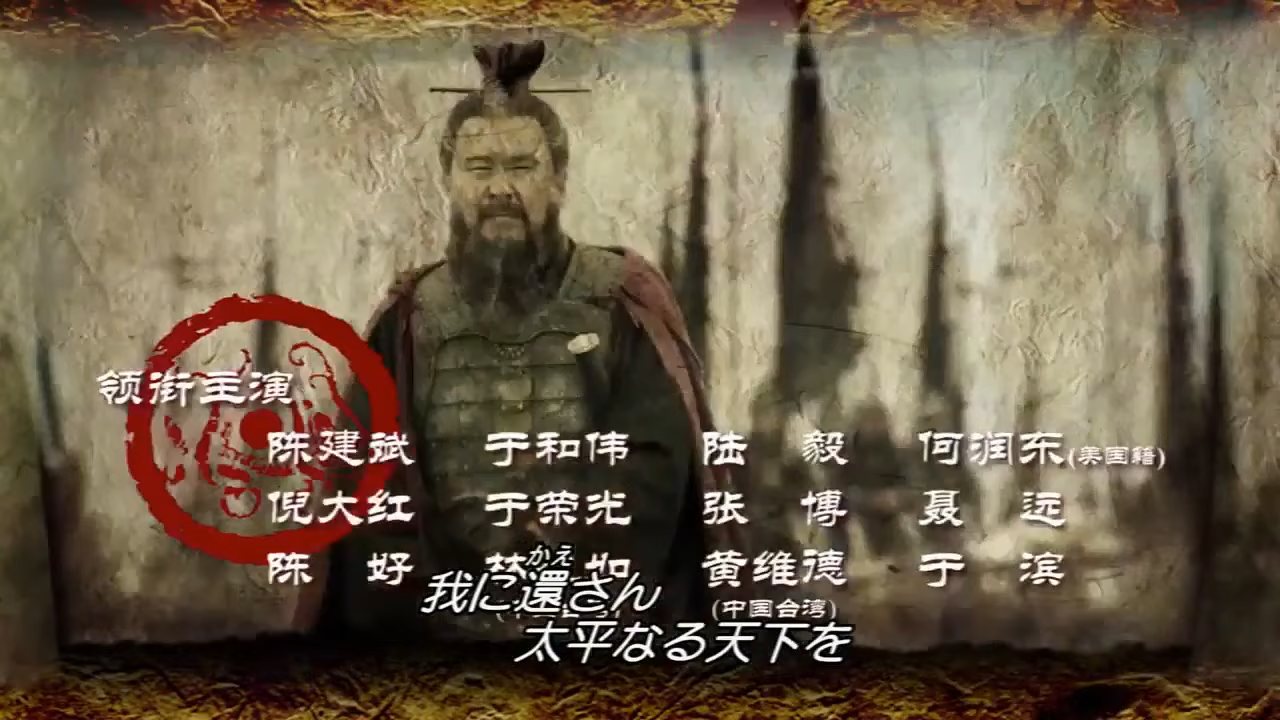 领衔主演
陈建斌 于和伟 陆 毅 何润东(美国籍)
倪大红 于荣光 张 博 聂 远
陈 好 林 如 黄维德 于 滨
(中国台湾)
かえ
我に還さん
太平なる天下を